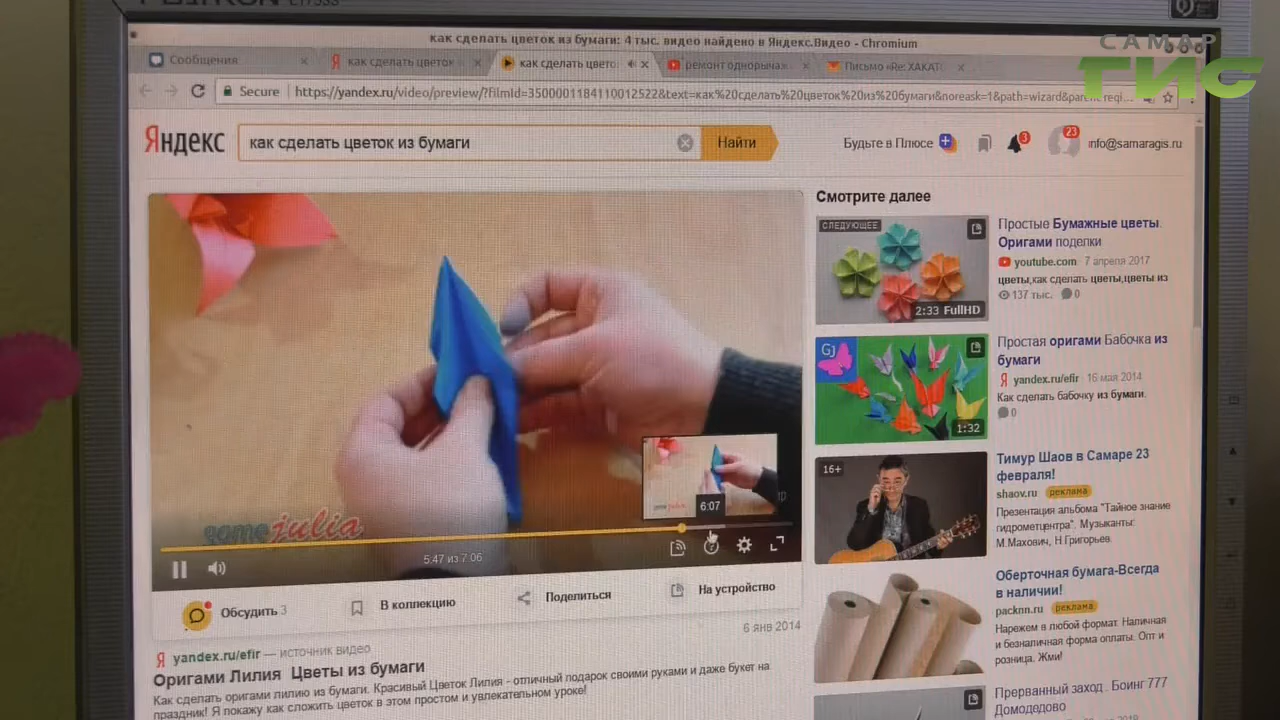 как сделать цветок из бумаги: 4 тыс. видео найдено в Яндекс.Видео - Chromium
САМАР
ГИС
Сообщения
как сделать цветок
как сделать цвето
ремонт однорычаж
Письмо «Re: ХАКАТ
Secure
https://yandex.ru/video/preview/?filmId=3500001184110012522&text=как%20сделать%20цветок%20из%20бумаги&noreask=1&path=wizard&parent-reqi...
Яндекс
как сделать цветок из бумаги
Найти
Будьте в Плюсе
3
23
info@samaragis.ru
somejulia
6:07
5:47 из 7:06
Обсудить 3
В коллекцию
Поделиться
На устройство
6 янв 2014
yandex.ru/efir — источник видео
Оригами Лилия Цветы из бумаги
Как сделать оригами лилию из бумаги. Красивый Цветок Лилия - отличный подарок своими руками и даже букет на
праздник! Я покажу как сложить цветок в этом простом и увлекательном уроке!
Смотрите далее
СЛЕДУЮЩЕЕ
2:33 FullHD
Простые Бумажные цветы.
Оригами поделки
youtube.com · 7 апреля 2017
цветы,как сделать цветы,цветы из
137 тыс. 0
Gj
1:32
Простая оригами Бабочка из
бумаги
yandex.ru/efir · 16 мая 2014
Как сделать бабочку из бумаги.
0
16+
Тимур Шаов в Самаре 23
февраля!
shaov.ru реклама
Презентация альбома "Тайное знание
гидрометцентра". Музыканты:
М.Махович, Н.Григорьев.
Оберточная бумага-Всегда
в наличии!
packnn.ru реклама
Нарежем в любой формат. Наличная
и безналичная форма оплаты. Опт и
розница. Жми!
Прерванный заход . Боинг 777
Домодедово